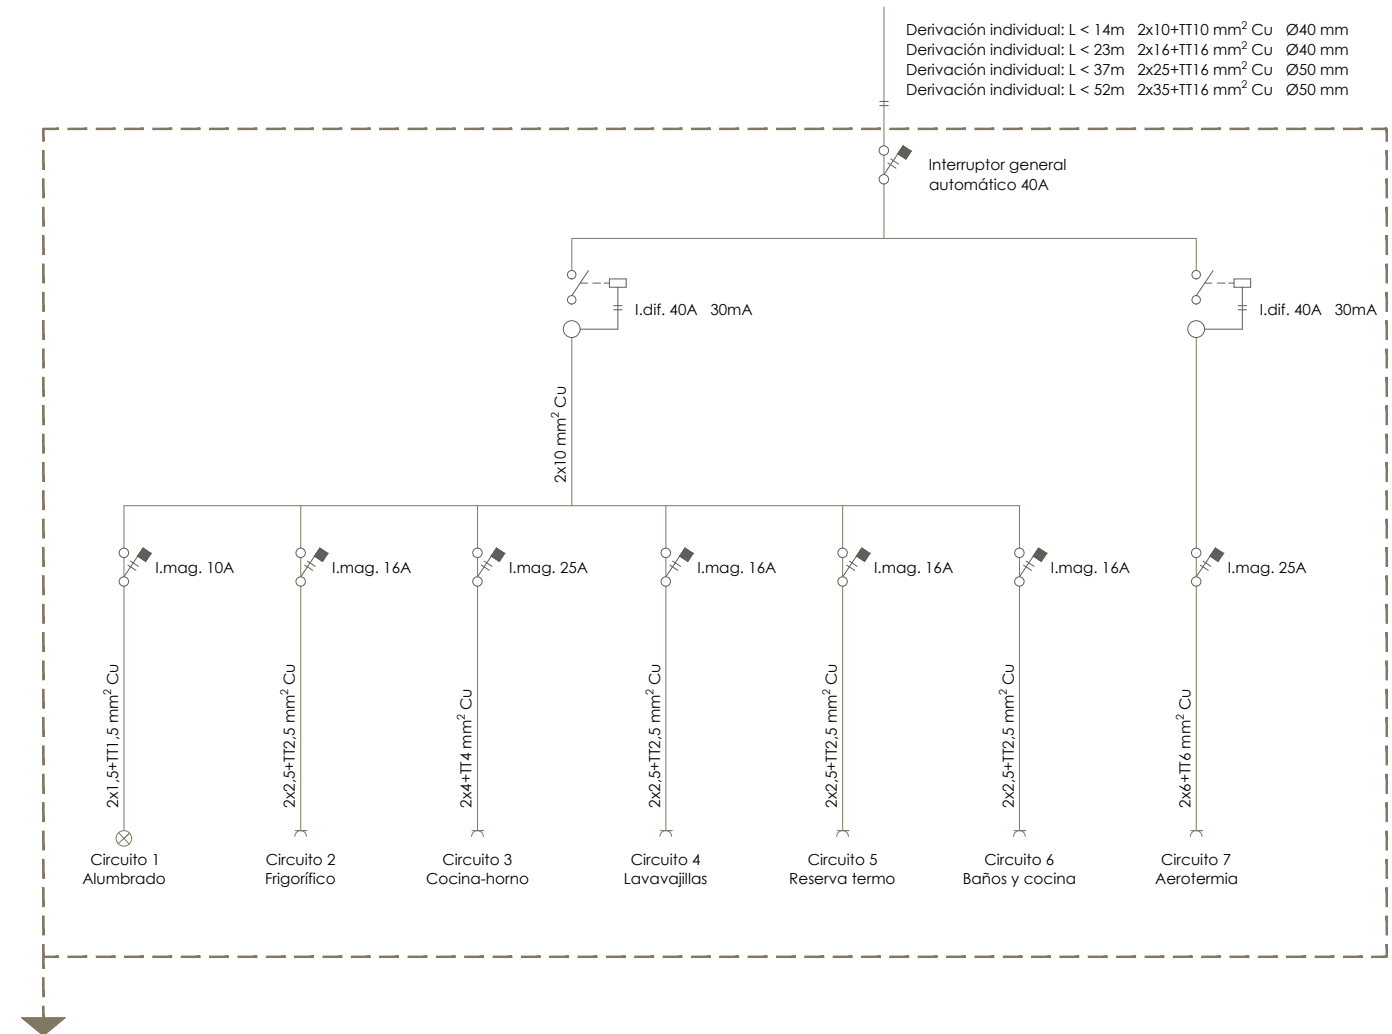 Derivación individual: L < 14m 2x10+TT10 mm² Cu Ø40 mm
Derivación individual: L < 23m 2x16+TT16 mm² Cu Ø40 mm
Derivación individual: L < 37m 2x25+TT16 mm² Cu Ø50 mm
Derivación individual: L < 52m 2x35+TT16 mm² Cu Ø50 mm
Interruptor general
automático 40A
I.dif. 40A 30mA
I.dif. 40A 30mA
2x10 mm² Cu
I.mag. 10A
I.mag. 16A
I.mag. 25A
I.mag. 16A
I.mag. 16A
I.mag. 16A
I.mag. 25A
2x1,5+TT1,5 mm² Cu
2x2,5+TT2,5 mm² Cu
2x4+TT4 mm² Cu
2x2,5+TT2,5 mm² Cu
2x2,5+TT2,5 mm² Cu
2x2,5+TT2,5 mm² Cu
2x6+TT6 mm² Cu
Circuito 1
Alumbrado
Circuito 2
Frigorífico
Circuito 3
Cocina-horno
Circuito 4
Lavavajillas
Circuito 5
Reserva termo
Circuito 6
Baños y cocina
Circuito 7
Aerotermia